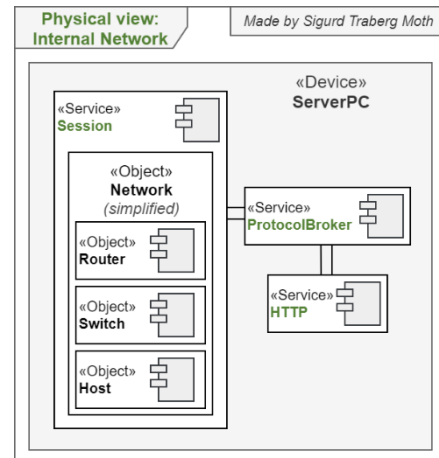 Physical view:
Internal Network
Made by Sigurd Traberg Moth
«Device»
ServerPC
«Service»
Session
«Object»
Network
(simplified)
«Object»
Router
«Object»
Switch
«Object»
Host
«Service»
ProtocolBroker
«Service»
HTTP